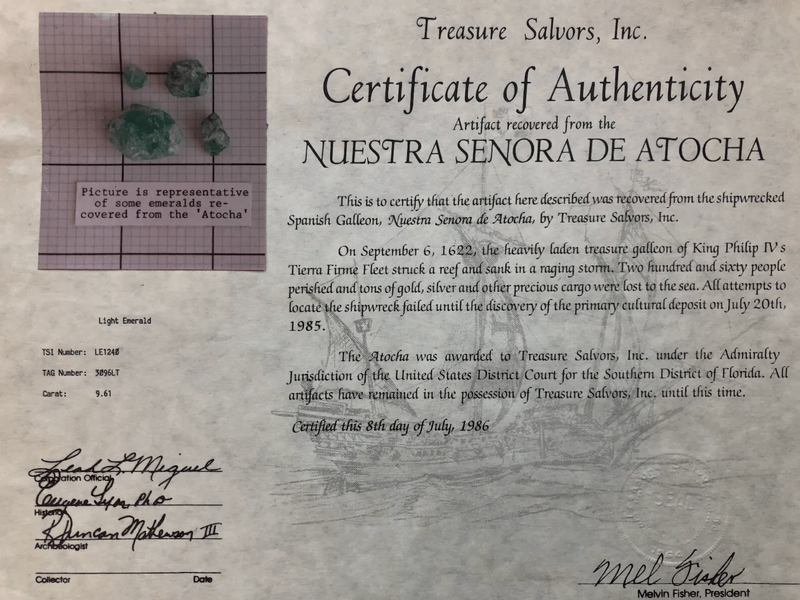 Treasure Salvors, Inc.
Certificate of Authenticity
Artifact recovered from the
NUESTRA SENORA DE ATOCHA
Picture is representative
of some emeralds re-
covered from the 'Atocha'
This is to certify that the artifact here described was recovered from the shipwrecked
Spanish Galleon, Nuestra Senora de Atocha, by Treasure Salvors, Inc.
On September 6, 1622, the heavily laden treasure galleon of King Philip IV's
Tierra Firme Fleet struck a reef and sank in a raging storm. Two hundred and sixty people
perished and tons of gold, silver and other precious cargo were lost to the sea. All attempts to
locate the shipwreck failed until the discovery of the primary cultural deposit on July 20th,
1985.
The Atocha was awarded to Treasure Salvors, Inc. under the Admiralty
Jurisdiction of the United States District Court for the Southern District of Florida. All
artifacts have remained in the possession of Treasure Salvors, Inc. until this time.
Certified this 8th day of July, 1986
Light Emerald
TSI Number: LE1240
TAG Number: 3096LT
Carat: 9.61
Leah L. Miguel
Corporation Official
Eugene Lyon PhD
Historian
R Duncan Mathewson III
Archaeologist
Collector Date
Mel Fisher
Melvin Fisher, President